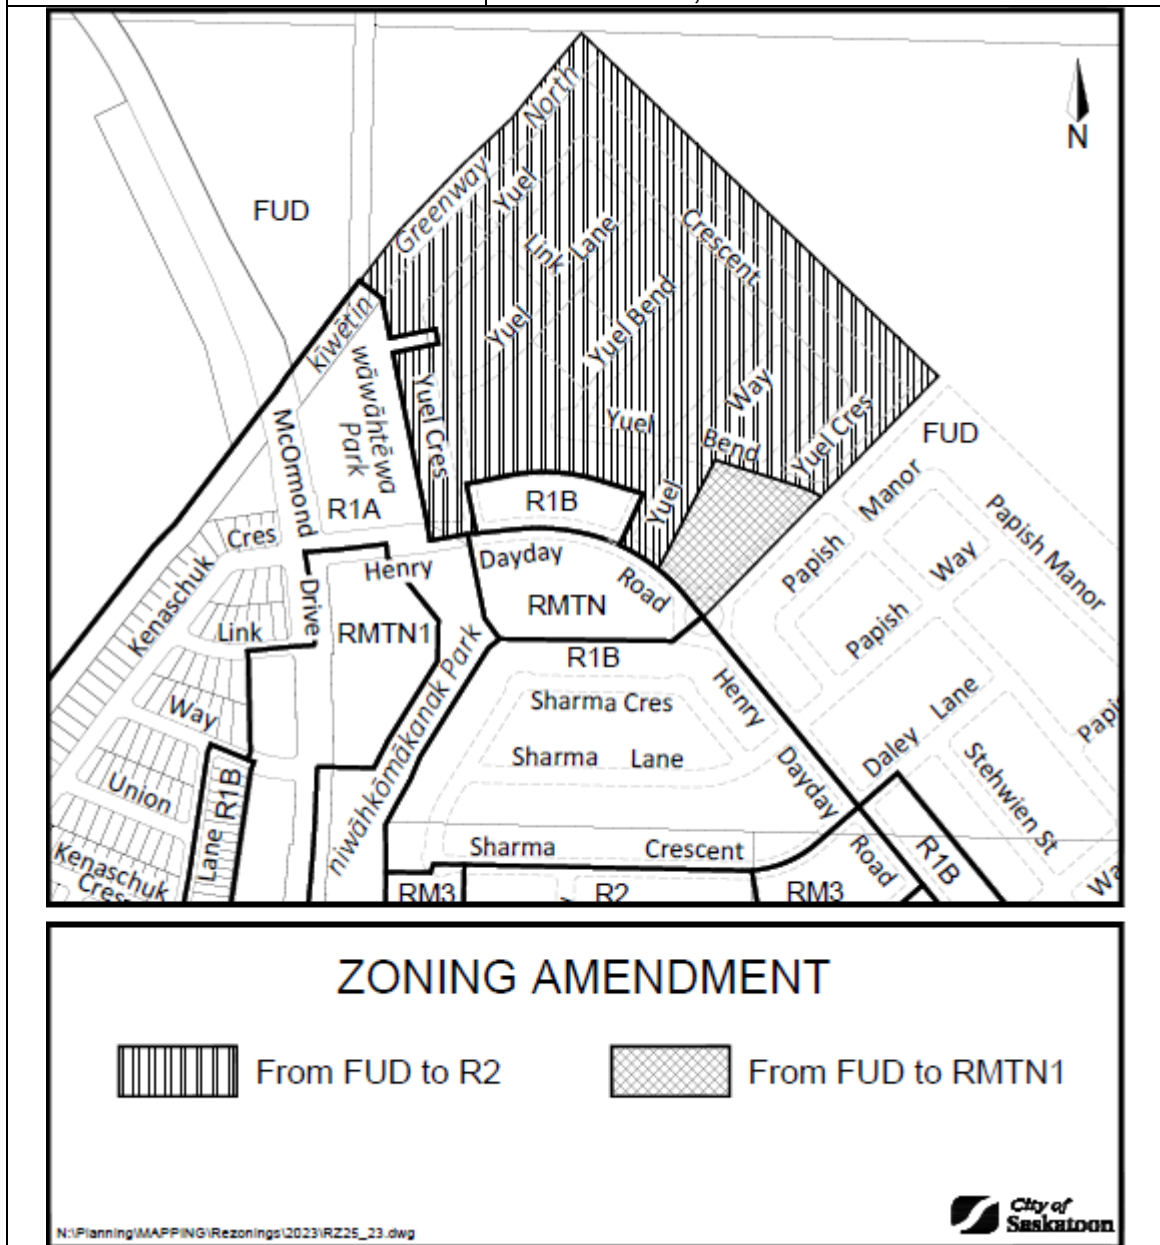 North
Greenway
N
FUD
Yuel
Link Lane
Crescent
Yuel
Yuel Bend
kīwētin
wāwāhtēwa
Park
Yuel Cres
Way
Yuel
Bend
Yuel Cres
FUD
McOrmond
Drive
R1A
R1B
Yuel
Manor
Papish Manor
Cres
Kenaschuk
Link
Henry
Dayday
Road
RMTN
Papish
Way
RMTN1
Papish
R1B
niwāhkōmākanak Park
Sharma Cres
Henry
Sharma Lane
Dayday
Daley Lane
Way
Union
Lane
R1B
Stehwien St
Kenaschuk
Sharma Crescent
Road
R1B
RM3
R2
RM3
ZONING AMENDMENT
From FUD to R2
From FUD to RMTN1
N:\Planning\MAPPING\Rezonings\2023\RZ25_23.dwg
City of
Saskatoon